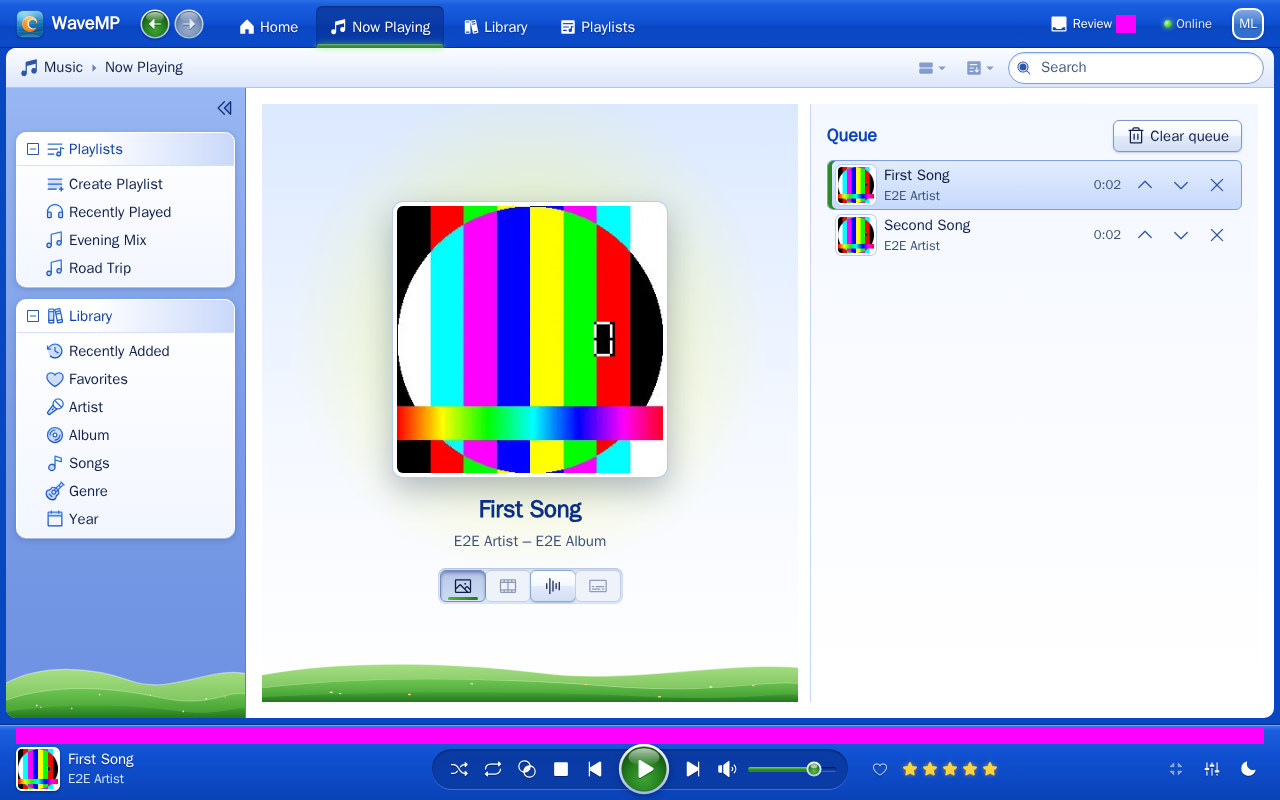 WaveMP
Home
Now Playing
Library
Playlists
Review
Online
ML
Music
Now Playing
Search
Playlists
Create Playlist
Recently Played
Evening Mix
Road Trip
Library
Recently Added
Favorites
Artist
Album
Songs
Genre
Year
First Song
E2E Artist – E2E Album
Queue
Clear queue
First Song
E2E Artist
0:02
Second Song
E2E Artist
0:02
First Song
E2E Artist